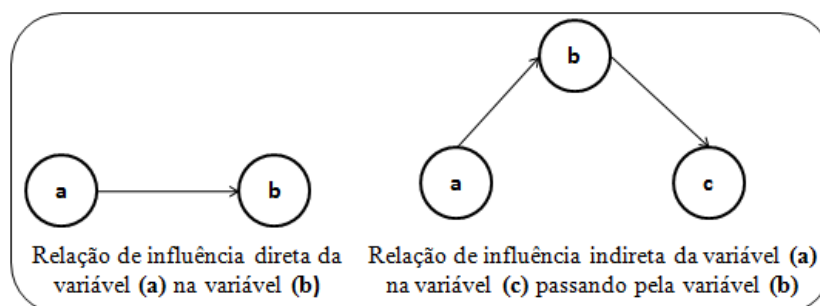 a
b
Relação de influência direta da
variável (a) na variável (b)
b
a
c
Relação de influência indireta da variável (a)
na variável (c) passando pela variável (b)